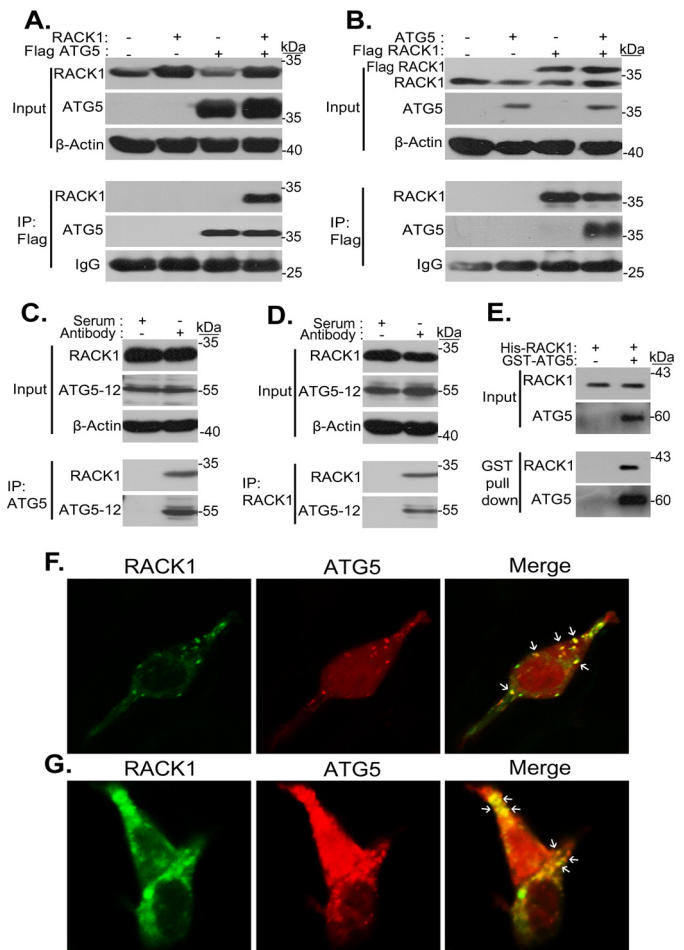 A.
RACK1: - + - +
Flag ATG5: - - + +
kDa
Input
RACK1 -35
ATG5 -35
β-Actin -40
IP: Flag
RACK1 -35
ATG5 -35
IgG -25
B.
ATG5: - + - +
Flag RACK1: - - + +
kDa
Input
Flag RACK1
RACK1 -35
ATG5 -35
β-Actin -40
IP: Flag
RACK1 -35
ATG5 -35
IgG -25
C.
Serum : + -
Antibody : - +
kDa
Input
RACK1 -35
ATG5-12 -55
β-Actin -40
IP: ATG5
RACK1 -35
ATG5-12 -55
D.
Serum : + -
Antibody : - +
kDa
Input
RACK1 -35
ATG5-12 -55
β-Actin -40
IP: RACK1
RACK1 -35
ATG5-12 -55
E.
His-RACK1: + +
GST-ATG5: - +
kDa
Input
RACK1 -43
ATG5 -60
GST pull down
RACK1 -43
ATG5 -60
F.
RACK1 ATG5 Merge
G.
RACK1 ATG5 Merge